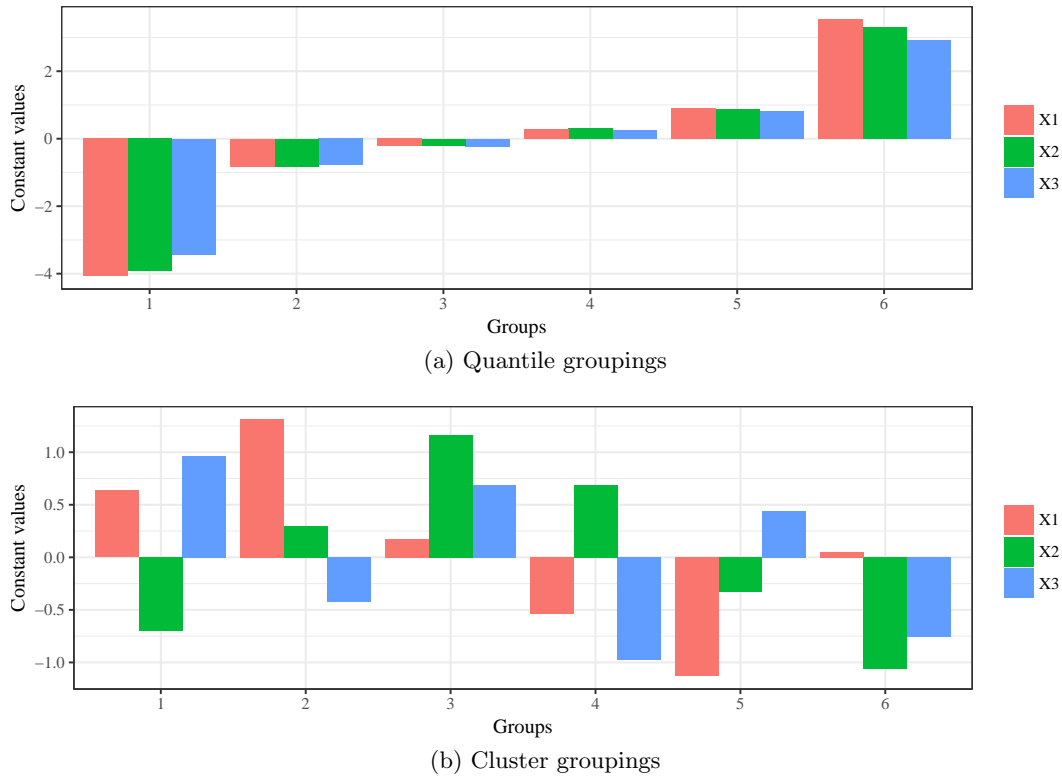 Constant values
2
0
−2
−4
1 2 3 4 5 6
Groups
X1
X2
X3
(a) Quantile groupings
Constant values
1.0
0.5
0.0
−0.5
−1.0
1 2 3 4 5 6
Groups
X1
X2
X3
(b) Cluster groupings